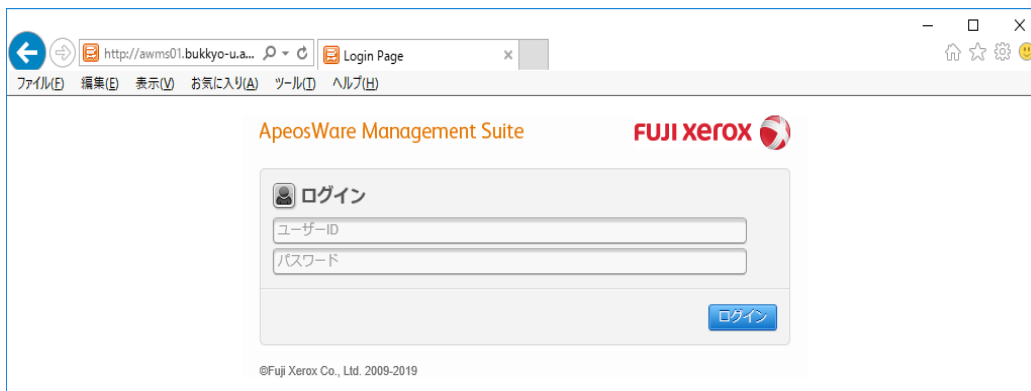 http://awms01.bukkyo-u.a... Login Page
ファイル(F) 編集(E) 表示(V) お気に入り(A) ツール(T) ヘルプ(H)
ApeosWare Management Suite FUJI xerox
ログイン
ユーザーID
パスワード
ログイン
©Fuji Xerox Co., Ltd. 2009-2019